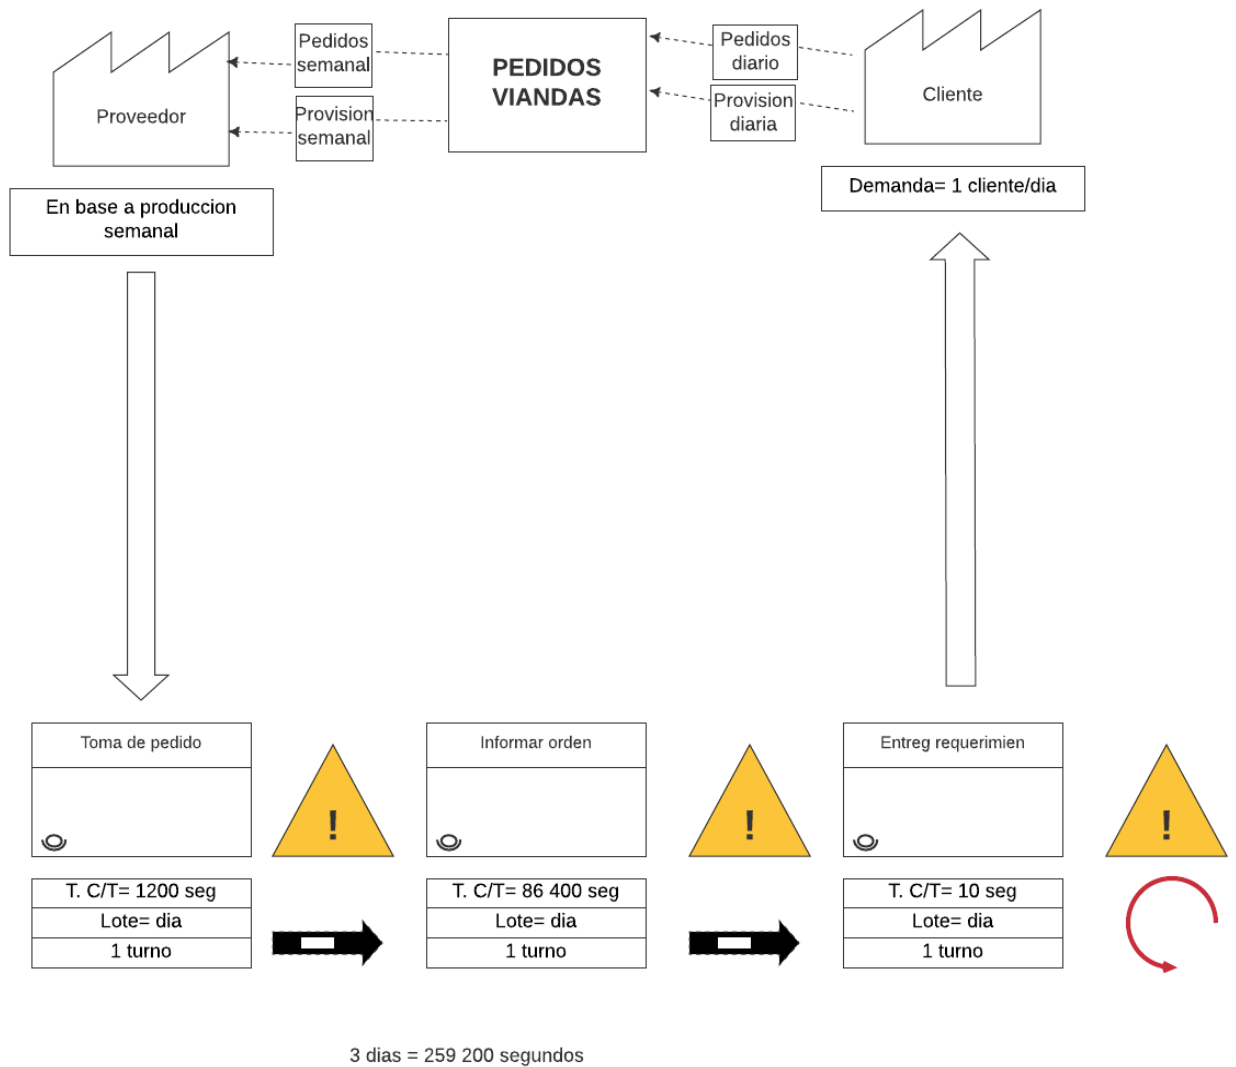 Proveedor
Pedidos
semanal
Provision
semanal
PEDIDOS
VIANDAS
Pedidos
diario
Provision
diaria
Cliente
En base a produccion
semanal
Demanda= 1 cliente/dia
Toma de pedido
!
Informar orden
!
Entreg requerimien
!
T. C/T= 1200 seg
Lote= dia
1 turno
T. C/T= 86 400 seg
Lote= dia
1 turno
T. C/T= 10 seg
Lote= dia
1 turno
3 dias = 259 200 segundos